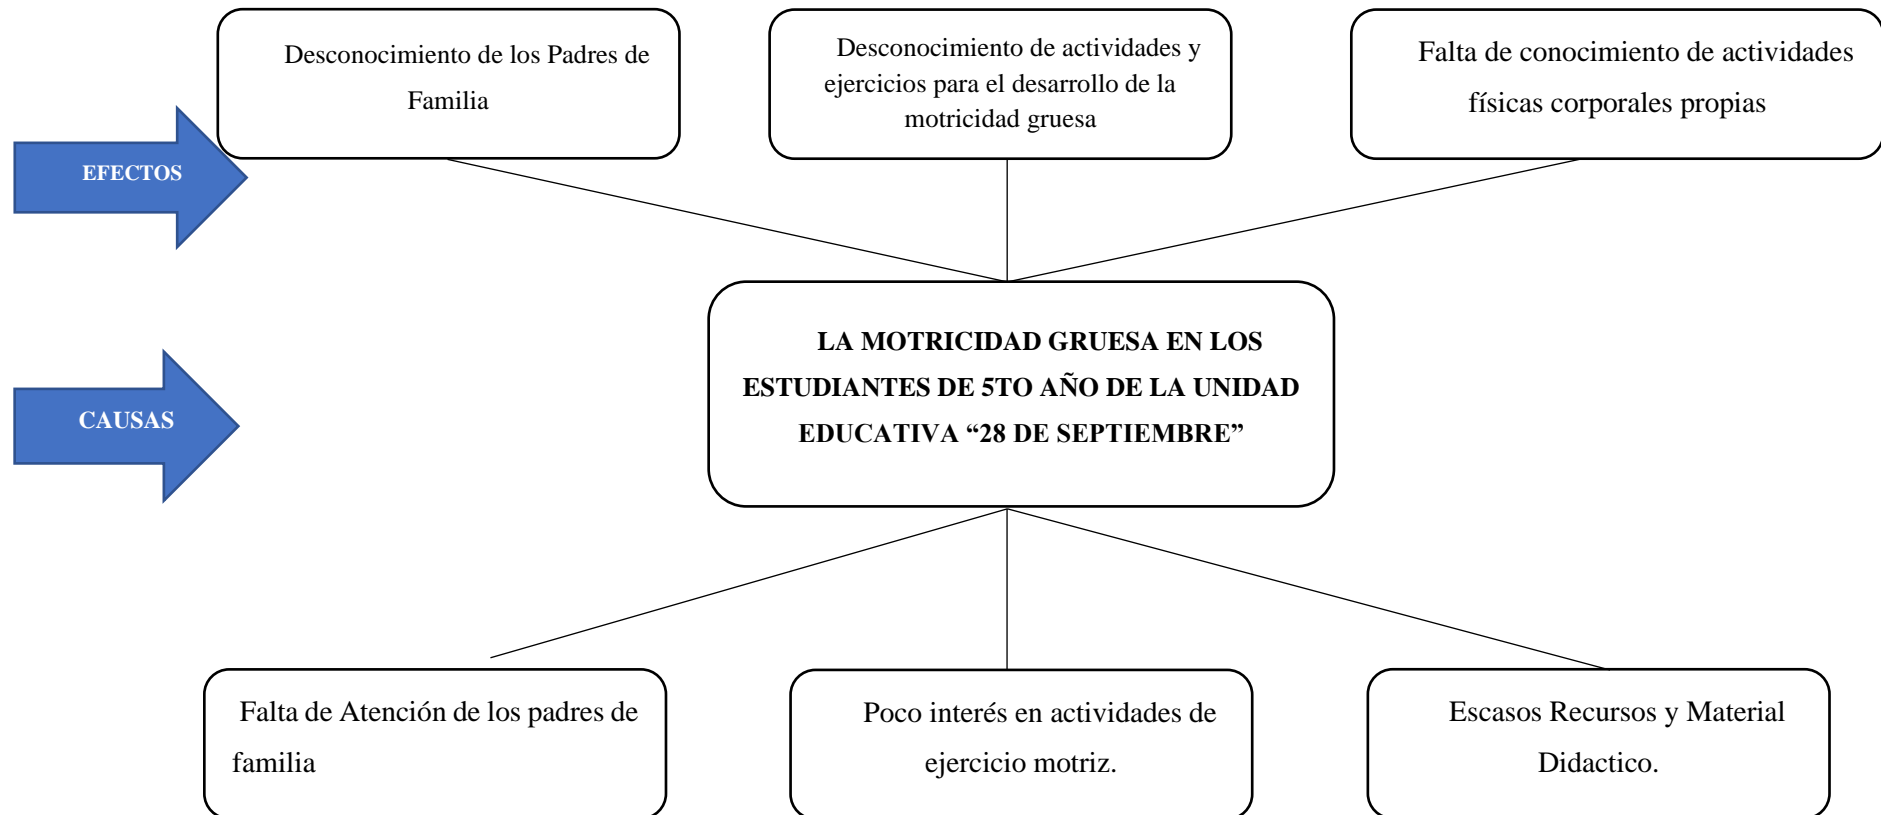 Desconocimiento de los Padres de
Familia
Desconocimiento de actividades y
ejercicios para el desarrollo de la
motricidad gruesa
Falta de conocimiento de actividades
físicas corporales propias
EFECTOS
LA MOTRICIDAD GRUESA EN LOS
ESTUDIANTES DE 5TO AÑO DE LA UNIDAD
EDUCATIVA “28 DE SEPTIEMBRE”
CAUSAS
Falta de Atención de los padres de
familia
Poco interés en actividades de
ejercicio motriz.
Escasos Recursos y Material
Didactico.